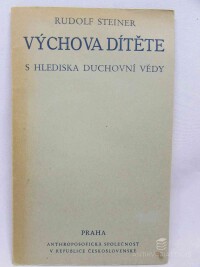 RUDOLF STEINER
VÝCHOVA DÍTĚTE
S HLEDISKA DUCHOVNÍ VĚDY
PRAHA
ANTHROPOSOFICKÁ SPOLEČNOST
V REPUBLICE ČESKOSLOVENSKÉ